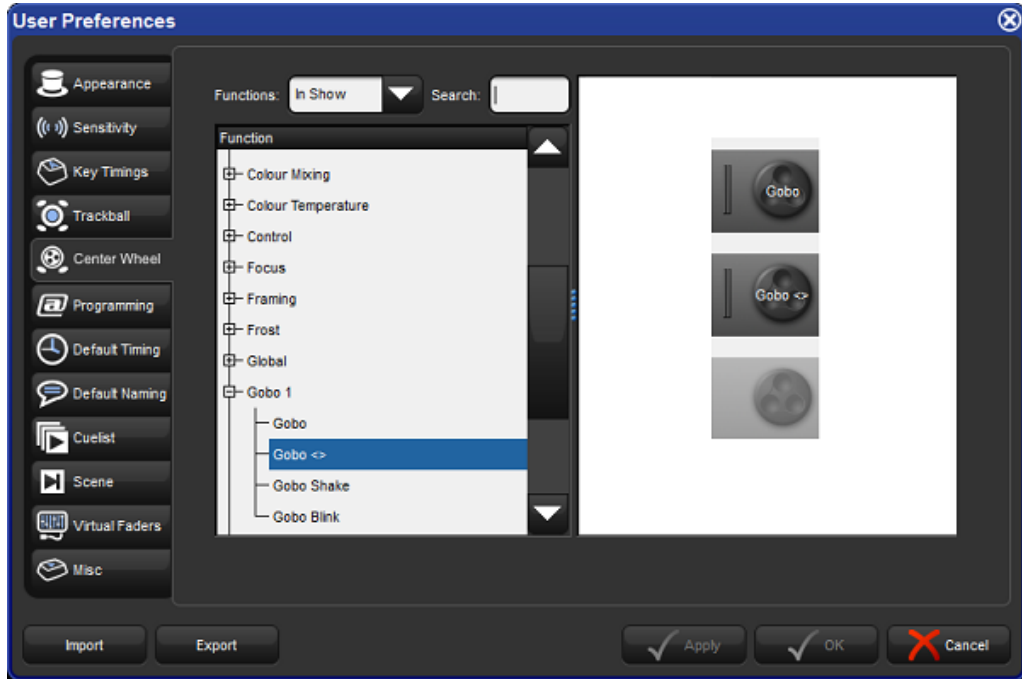 User Preferences
Appearance
Sensitivity
Key Timings
Trackball
Center Wheel
Programming
Default Timing
Default Naming
Cuelist
Scene
Virtual Faders
Misc
Functions: In Show Search:
Function
Colour Mixing
Colour Temperature
Control
Focus
Framing
Frost
Global
Gobo 1
Gobo
Gobo <>
Gobo Shake
Gobo Blink
Gobo
Gobo <>
Import Export Apply OK Cancel